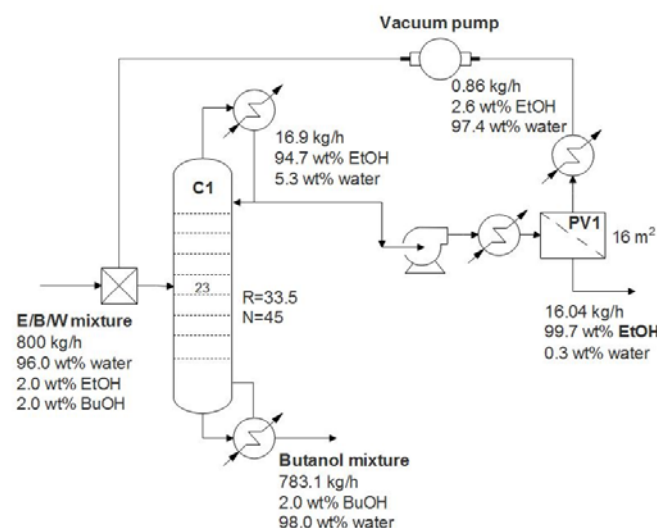 Vacuum pump
0.86 kg/h
2.6 wt% EtOH
97.4 wt% water
16.9 kg/h
94.7 wt% EtOH
5.3 wt% water
C1
PV1
16 m²
23
R=33.5
N=45
E/B/W mixture
800 kg/h
96.0 wt% water
2.0 wt% EtOH
2.0 wt% BuOH
16.04 kg/h
99.7 wt% EtOH
0.3 wt% water
Butanol mixture
783.1 kg/h
2.0 wt% BuOH
98.0 wt% water